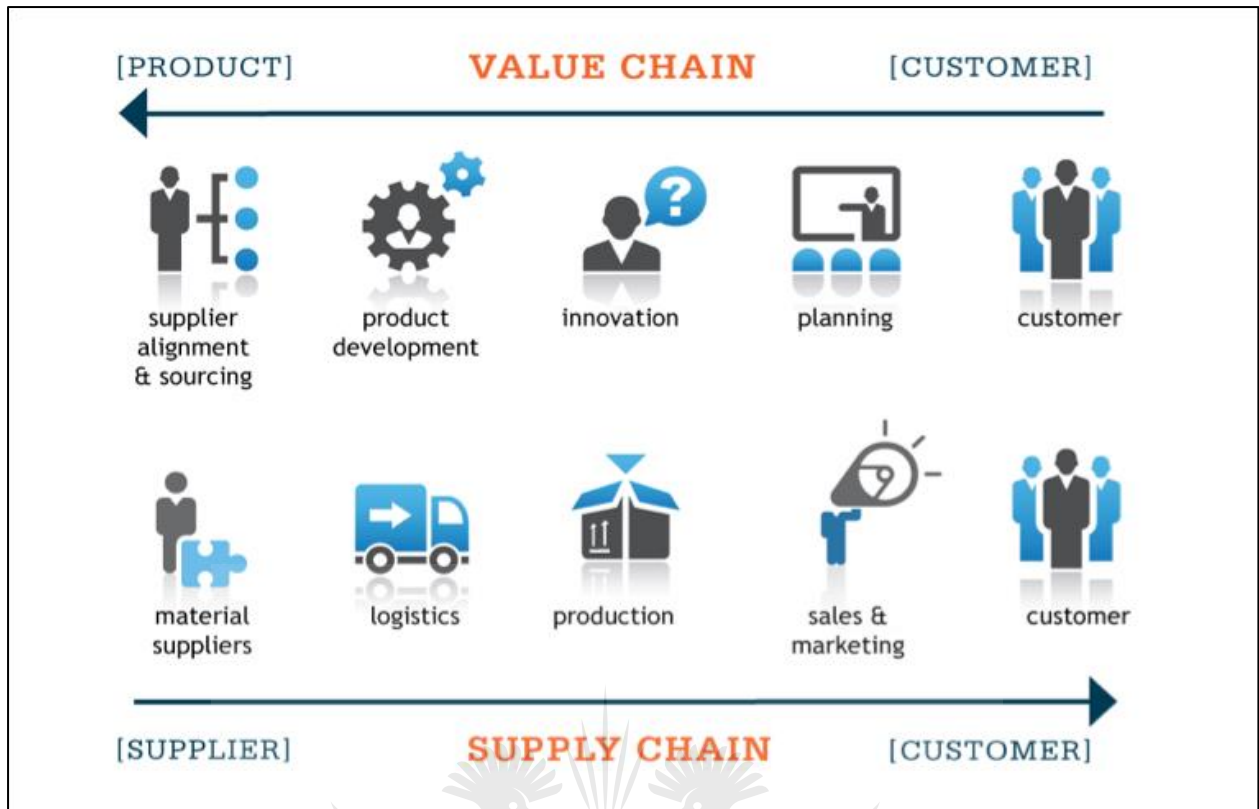 [PRODUCT] VALUE CHAIN [CUSTOMER]
?
supplier
alignment
& sourcing
product
development
innovation
planning
customer
material
suppliers
logistics
production
sales &
marketing
customer
[SUPPLIER] SUPPLY CHAIN [CUSTOMER]